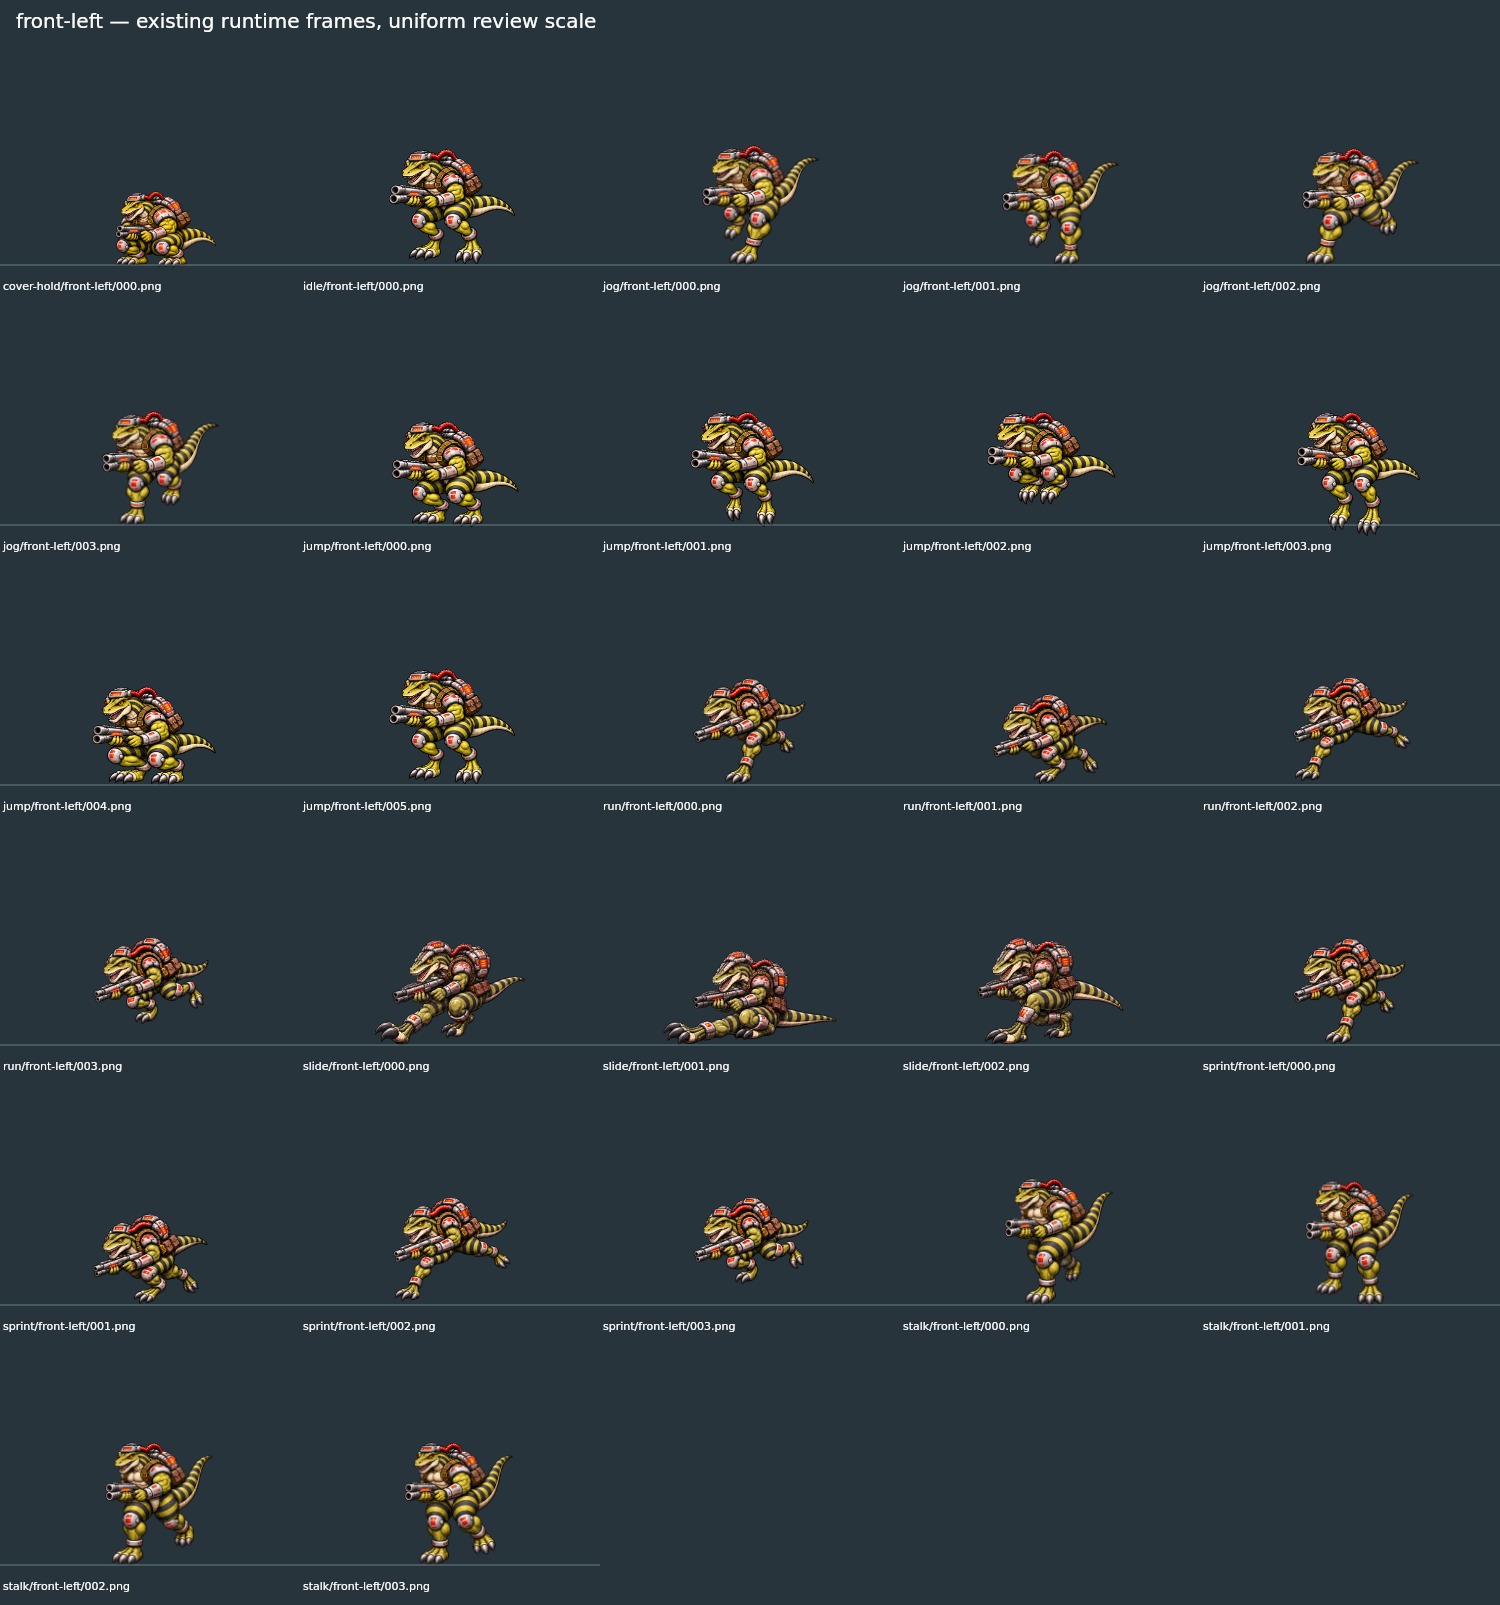 front-left — existing runtime frames, uniform review scale
cover-hold/front-left/000.png
idle/front-left/000.png
jog/front-left/000.png
jog/front-left/001.png
jog/front-left/002.png
jog/front-left/003.png
jump/front-left/000.png
jump/front-left/001.png
jump/front-left/002.png
jump/front-left/003.png
jump/front-left/004.png
jump/front-left/005.png
run/front-left/000.png
run/front-left/001.png
run/front-left/002.png
run/front-left/003.png
slide/front-left/000.png
slide/front-left/001.png
slide/front-left/002.png
sprint/front-left/000.png
sprint/front-left/001.png
sprint/front-left/002.png
sprint/front-left/003.png
stalk/front-left/000.png
stalk/front-left/001.png
stalk/front-left/002.png
stalk/front-left/003.png